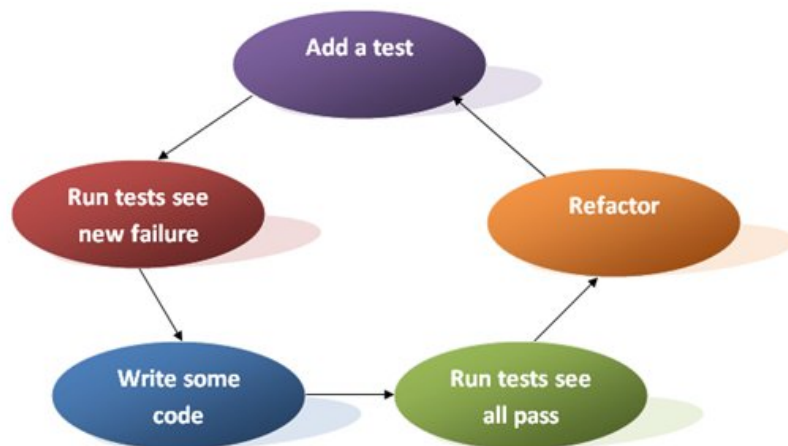 Add a test
Run tests see
new failure
Refactor
Write some
code
Run tests see
all pass